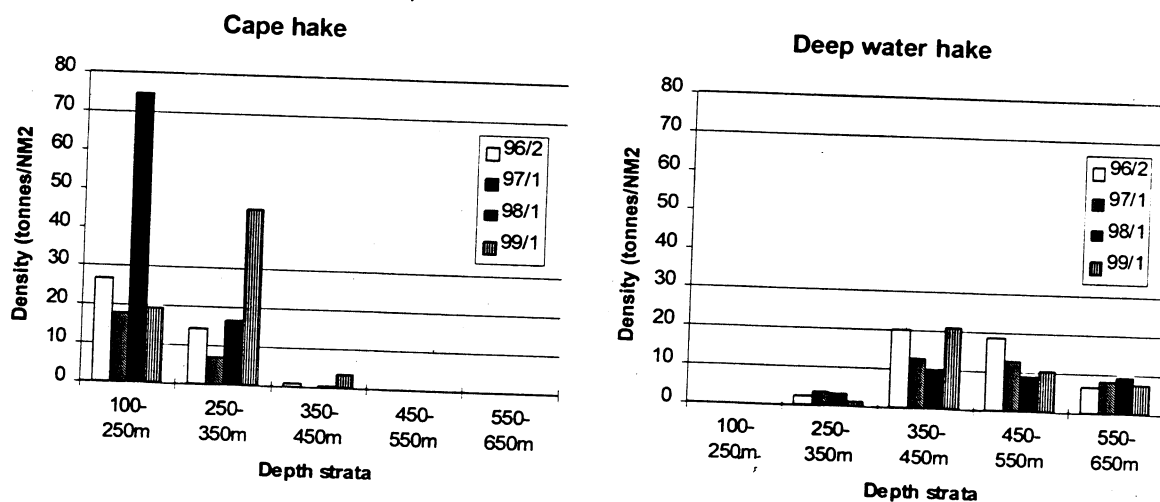 Cape hake
Density (tonnes/NM2
80
70
60
50
40
30
20
10
0
96/2
97/1
98/1
99/1
100-
250m
250-
350m
350-
450m
450-
550m
550-
650m
Depth strata
Deep water hake
Density (tonnes/NM2
80
70
60
50
40
30
20
10
0
96/2
97/1
98/1
99/1
100-
250m
250-
350m
350-
450m
450-
550m
550-
650m
Depth strata